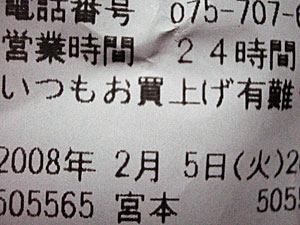 電話番号 075-707-6
営業時間 24時間
いつもお買上げ有難
2008年 2月 5日(火)2
505565 宮本 5055